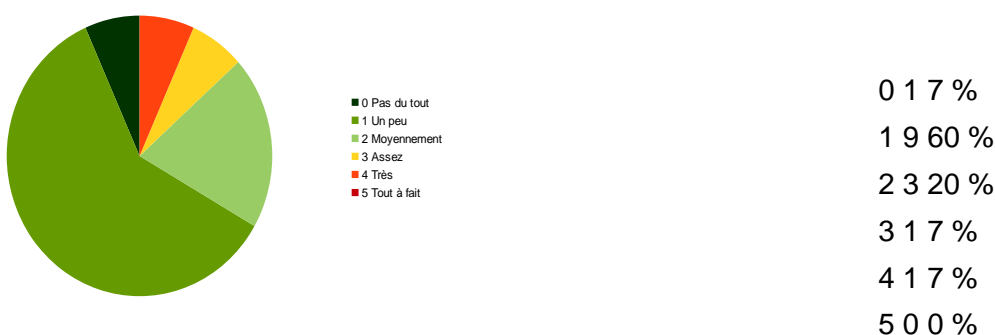 0 Pas du tout
1 Un peu
2 Moyennement
3 Assez
4 Très
5 Tout à fait
0 1 7 %
1 9 60 %
2 3 20 %
3 1 7 %
4 1 7 %
5 0 0 %